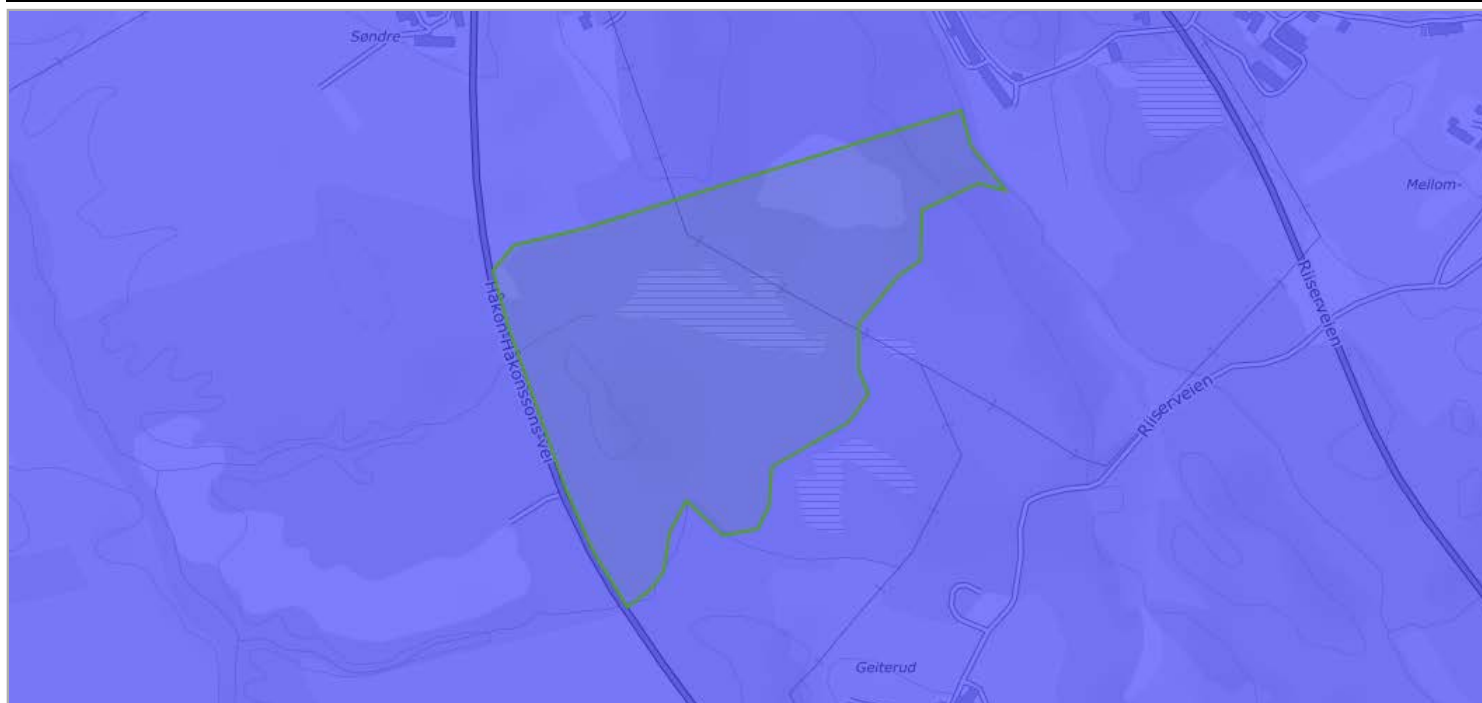 Søndre
Mellom-
Håkon-Håkonssons-vei
Riiserveien
Riiserveien
Geiterud